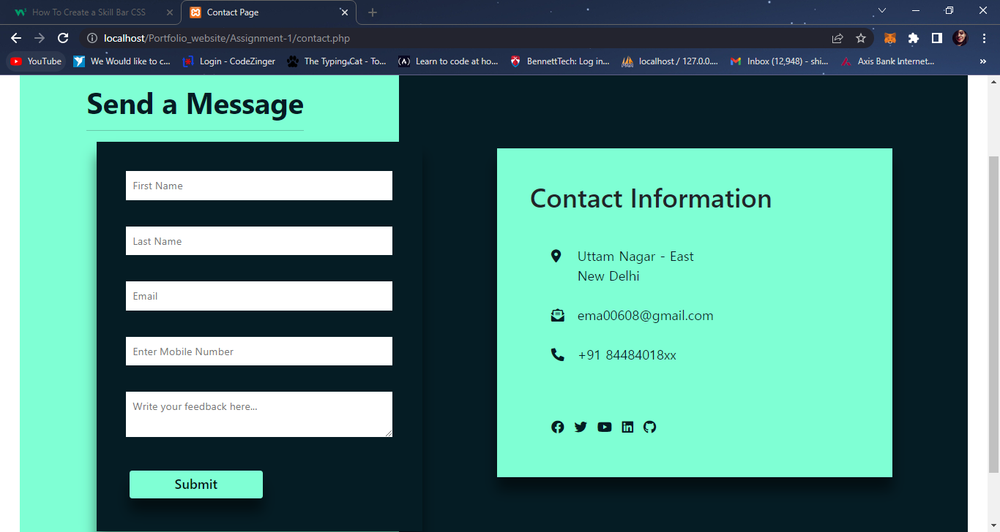 How To Create a Skill Bar CSS
Contact Page
localhost/Portfolio_website/Assignment-1/contact.php
YouTube
We Would like to c...
Login - CodeZinger
The Typing Cat - To...
Learn to code at ho...
BennettTech: Log in...
localhost / 127.0.0....
Inbox (12,948) - shi...
Axis Bank Internet...
Send a Message
First Name
Last Name
Email
Enter Mobile Number
Write your feedback here...
Submit
Contact Information
Uttam Nagar - East
New Delhi
ema00608@gmail.com
+91 84484018xx